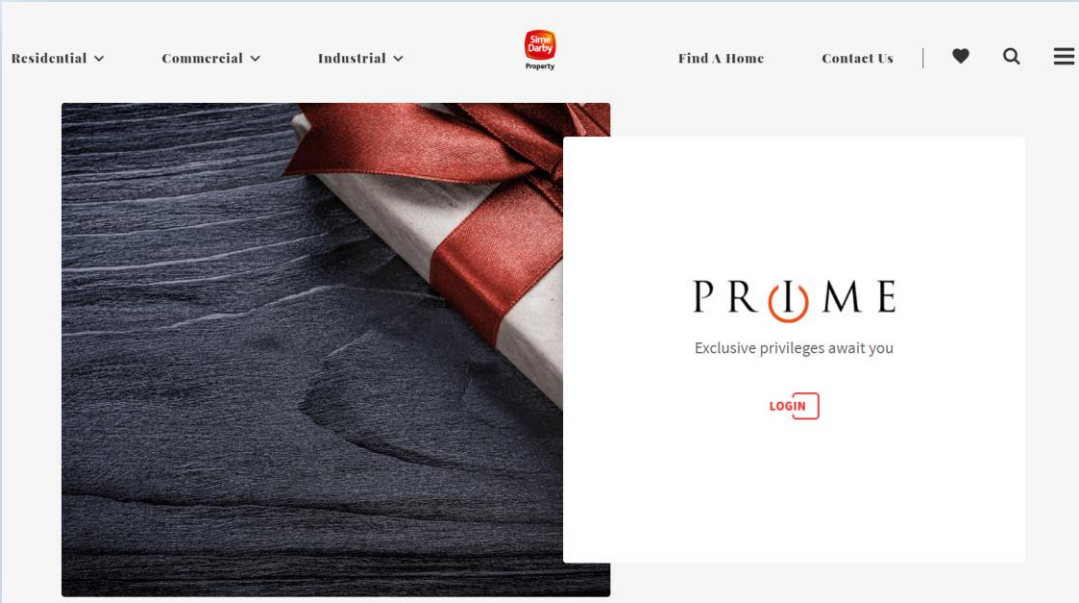 Residential
Commercial
Industrial
Sime
Darby
Property
Find A Home
Contact Us
PRIME
Exclusive privileges await you
LOGIN